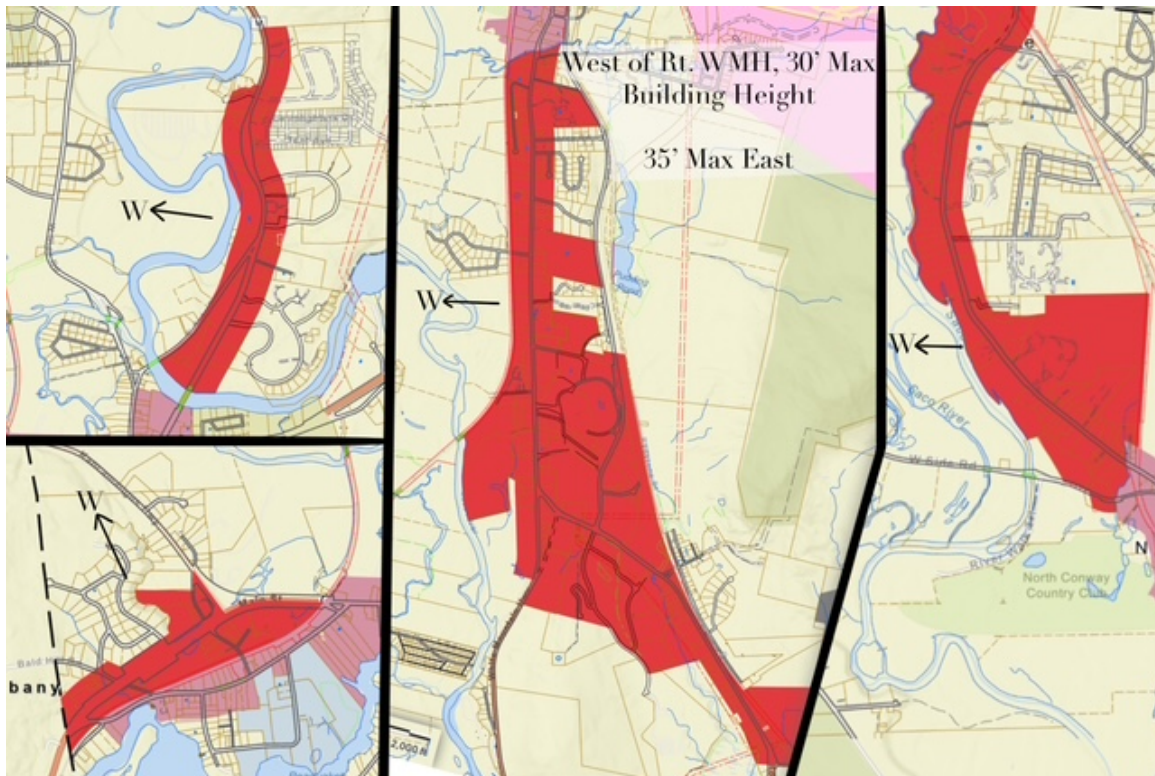 West of Rt. WMH, 30' Max
Building Height
35' Max East
W
W
W
W
Saco River
W Side Rd
North Conway
Country Club
N
bany
2,000 ft